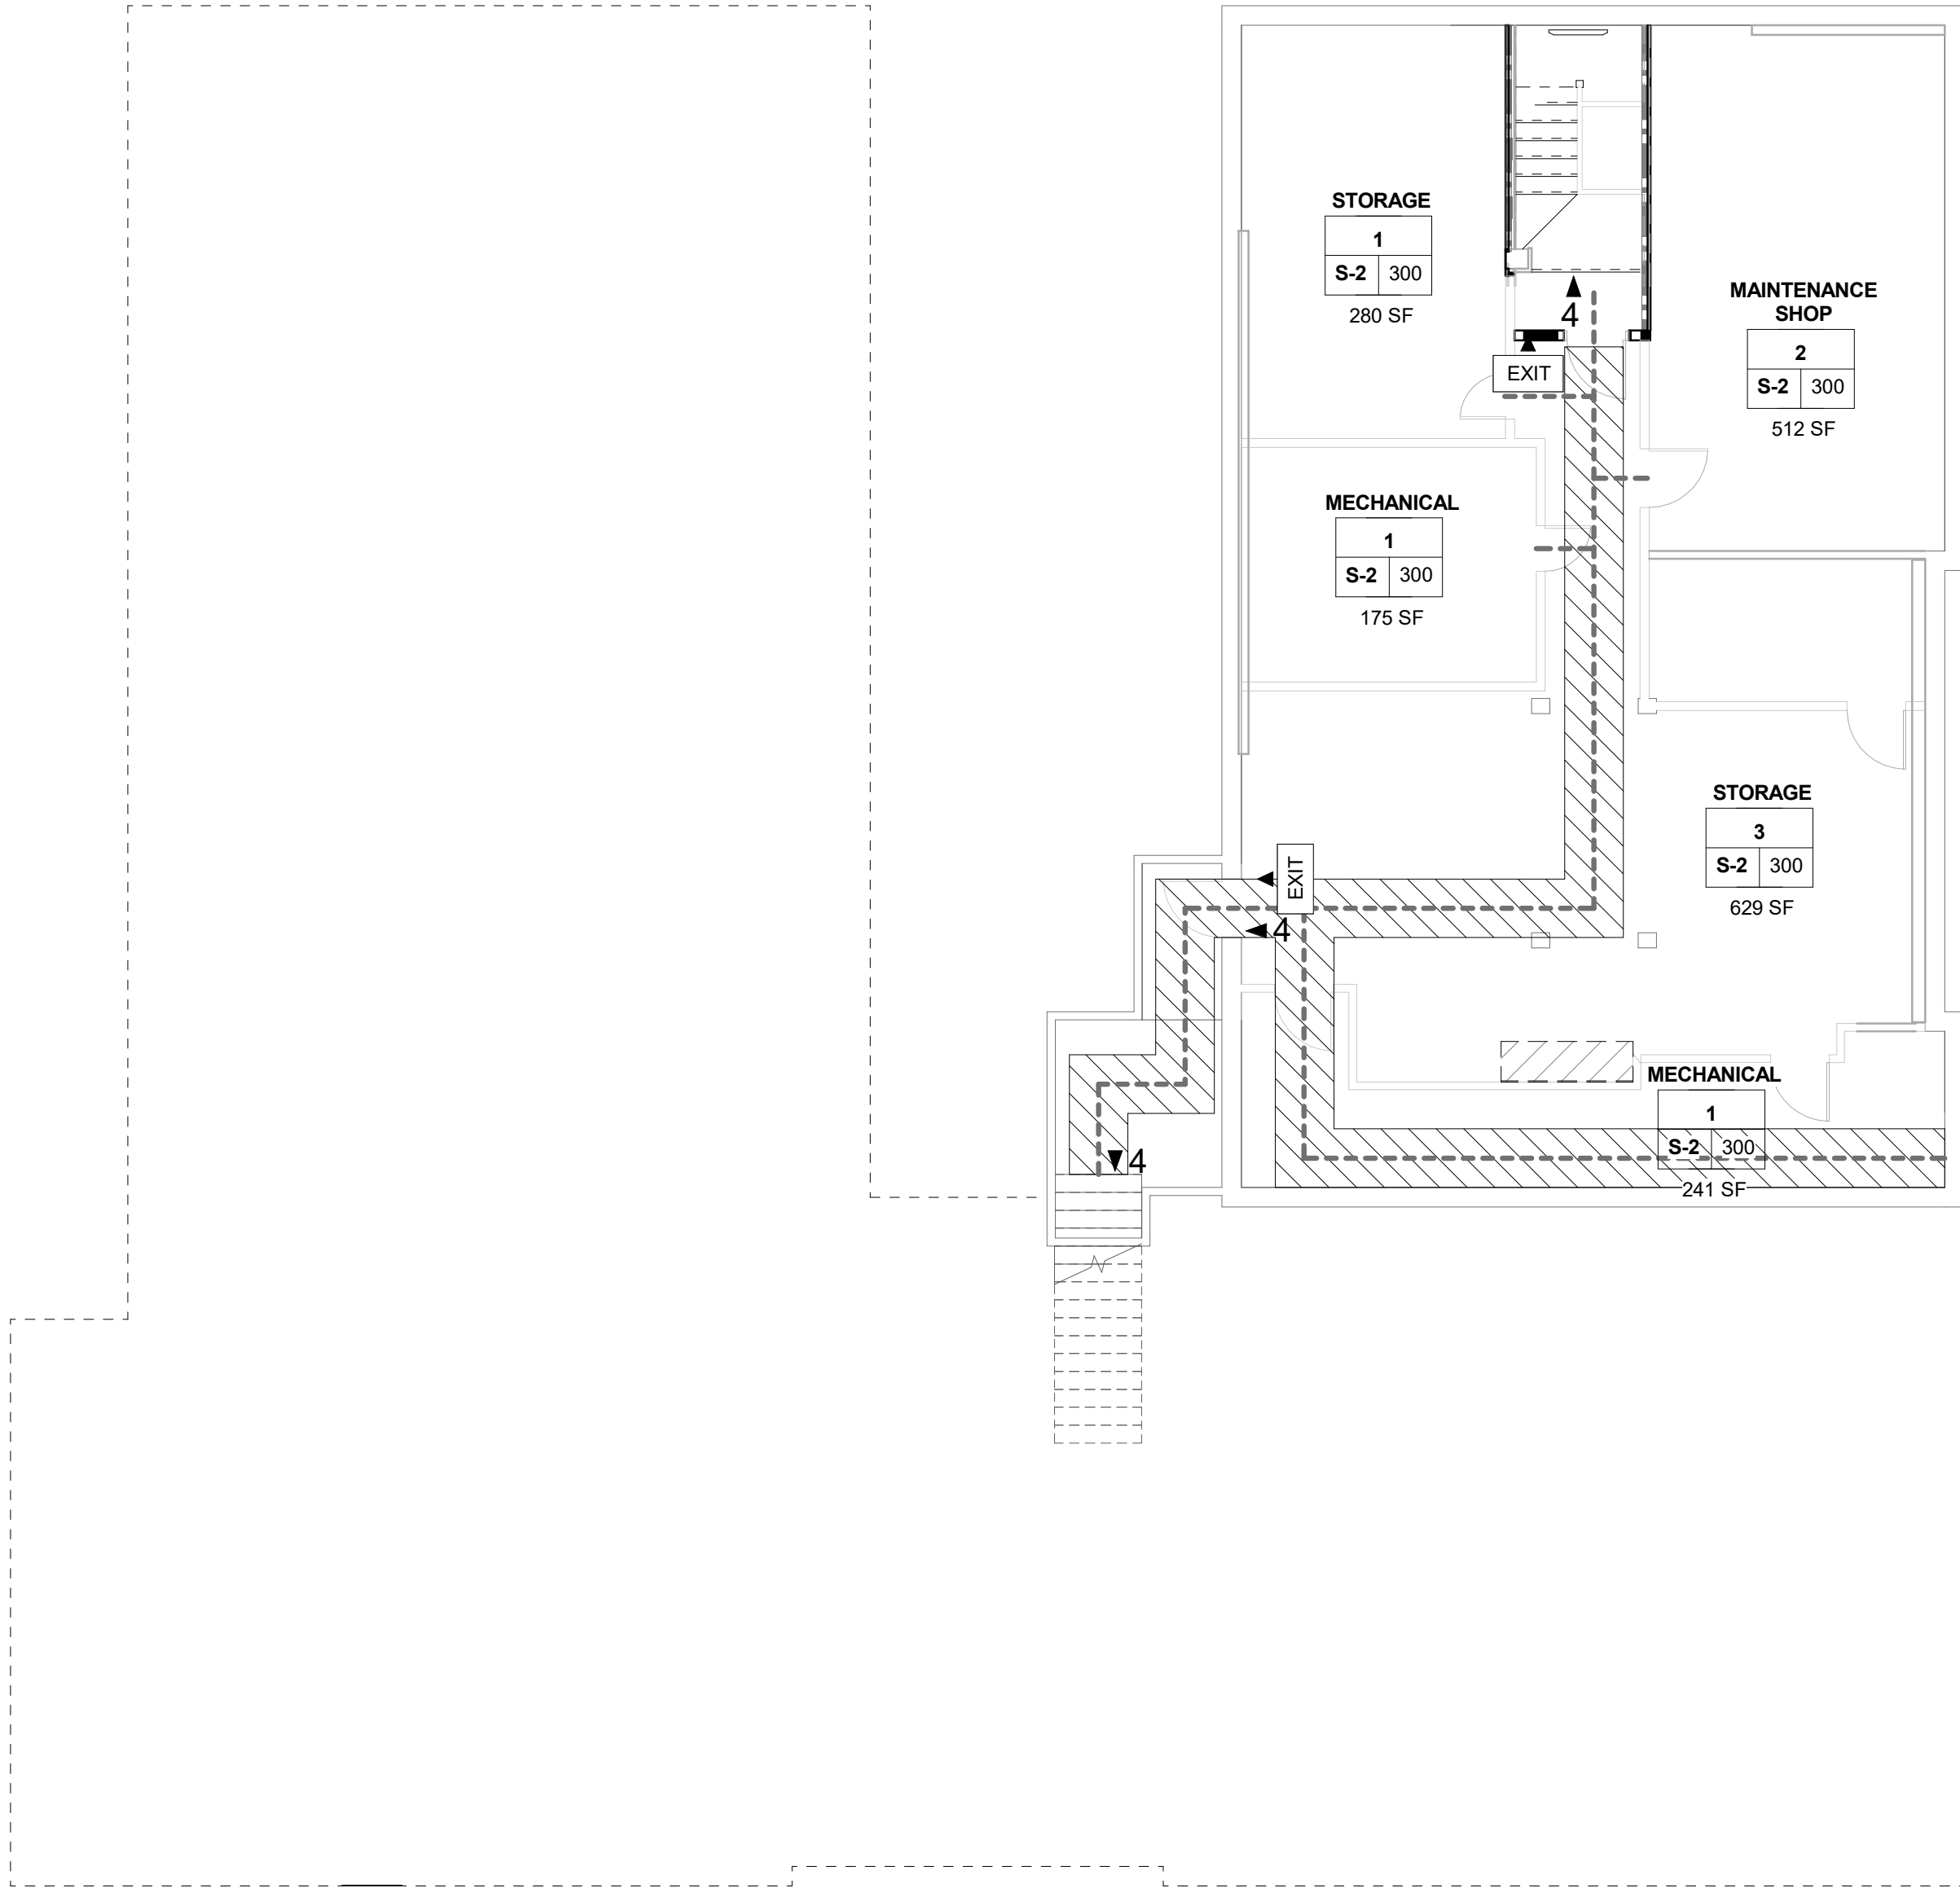 STORAGE
1
S-2 300
280 SF
4
EXIT
MAINTENANCE
SHOP
2
S-2 300
512 SF
MECHANICAL
1
S-2 300
175 SF
STORAGE
3
S-2 300
629 SF
EXIT
4
MECHANICAL
1
S-2 300
241 SF
4